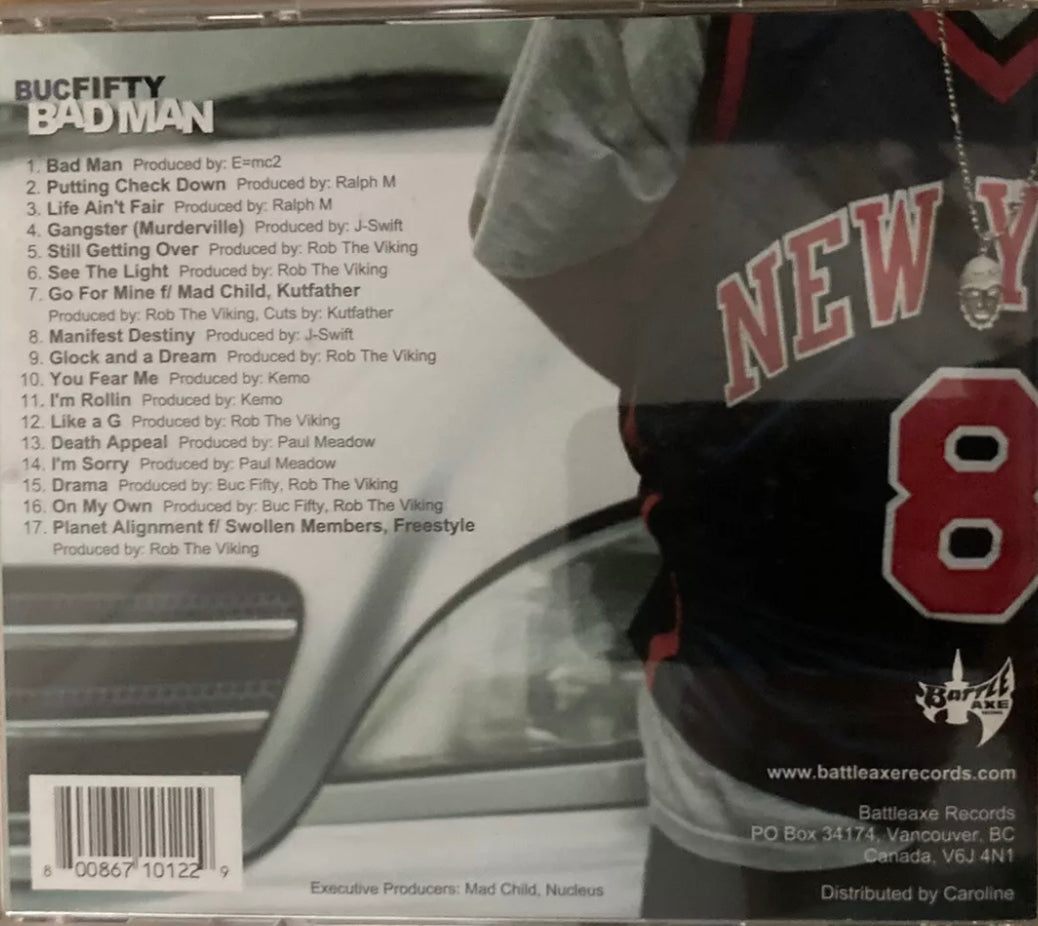 BUCFIFTY
BAD MAN
1. Bad Man Produced by: E=mc2
2. Putting Check Down Produced by: Ralph M
3. Life Ain't Fair Produced by: Ralph M
4. Gangster (Murderville) Produced by: J-Swift
5. Still Getting Over Produced by: Rob The Viking
6. See The Light Produced by: Rob The Viking
7. Go For Mine f/ Mad Child, Kutfather
Produced by: Rob The Viking, Cuts by: Kutfather
8. Manifest Destiny Produced by: J-Swift
9. Glock and a Dream Produced by: Rob The Viking
10. You Fear Me Produced by: Kemo
11. I'm Rollin Produced by: Kemo
12. Like a G Produced by: Rob The Viking
13. Death Appeal Produced by: Paul Meadow
14. I'm Sorry Produced by: Paul Meadow
15. Drama Produced by: Buc Fifty, Rob The Viking
16. On My Own Produced by: Buc Fifty, Rob The Viking
17. Planet Alignment f/ Swollen Members, Freestyle
Produced by: Rob The Viking
NEW Y
8
BATTLE
AXE
www.battleaxerecords.com
Battleaxe Records
PO Box 34174, Vancouver, BC
Canada, V6J 4N1
Distributed by Caroline
8 00867 10122 9
Executive Producers: Mad Child, Nucleus